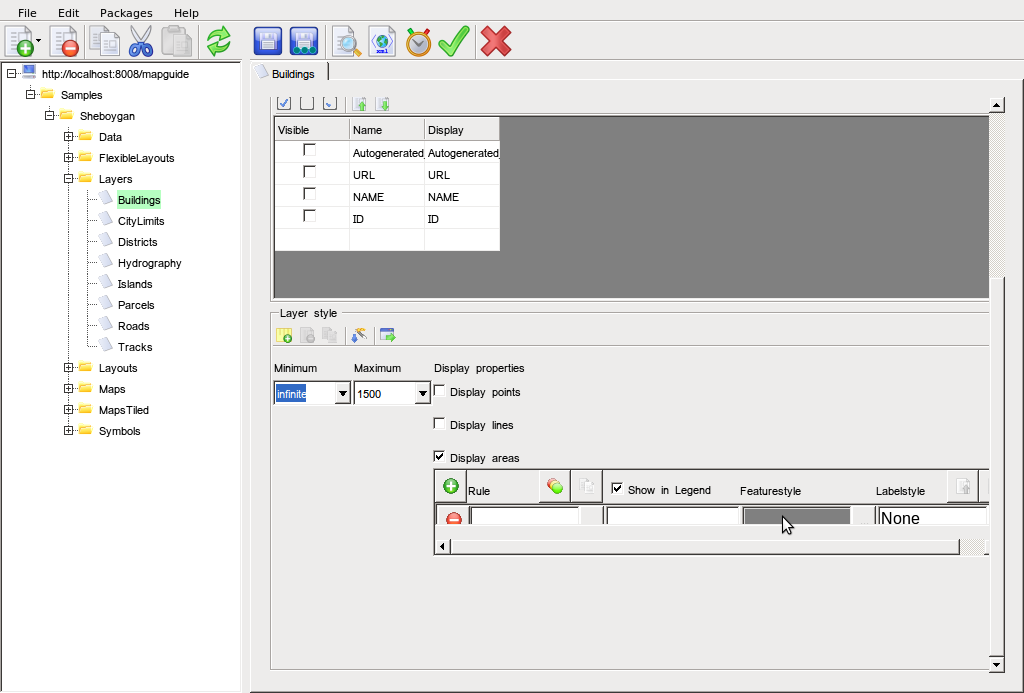 File Edit Packages Help
http://localhost:8008/mapguide
Samples
Sheboygan
Data
FlexibleLayouts
Layers
Buildings
CityLimits
Districts
Hydrography
Islands
Parcels
Roads
Tracks
Layouts
Maps
MapsTiled
Symbols
Buildings
Visible Name Display
Autogenerated_ Autogenerated_
URL URL
NAME NAME
ID ID
Layer style
Minimum Maximum Display properties
infinite 1500 Display points
Display lines
Display areas
Rule Show in Legend Featurestyle Labelstyle
None